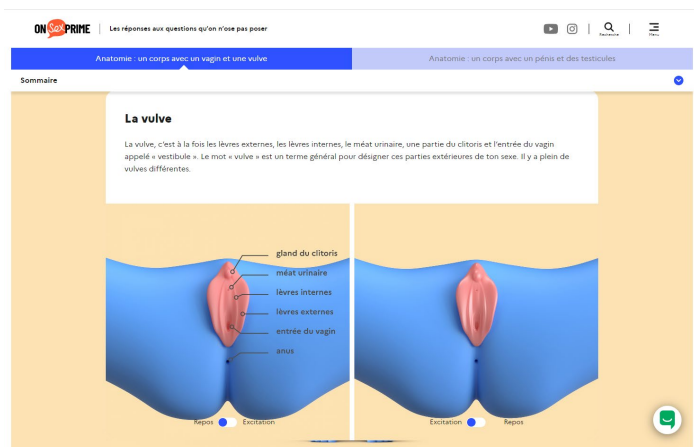 ON SexPRIME
Les réponses aux questions qu'on n'ose pas poser
Recherche
Menu
Anatomie : un corps avec un vagin et une vulve
Anatomie : un corps avec un pénis et des testicules
Sommaire
La vulve
La vulve, c'est à la fois les lèvres externes, les lèvres internes, le méat urinaire, une partie du clitoris et l'entrée du vagin
appelé « vestibule ». Le mot « vulve » est un terme général pour désigner ces parties extérieures de ton sexe. Il y a plein de
vulves différentes.
gland du clitoris
méat urinaire
lèvres internes
lèvres externes
entrée du vagin
anus
Repos
Excitation
Excitation
Repos